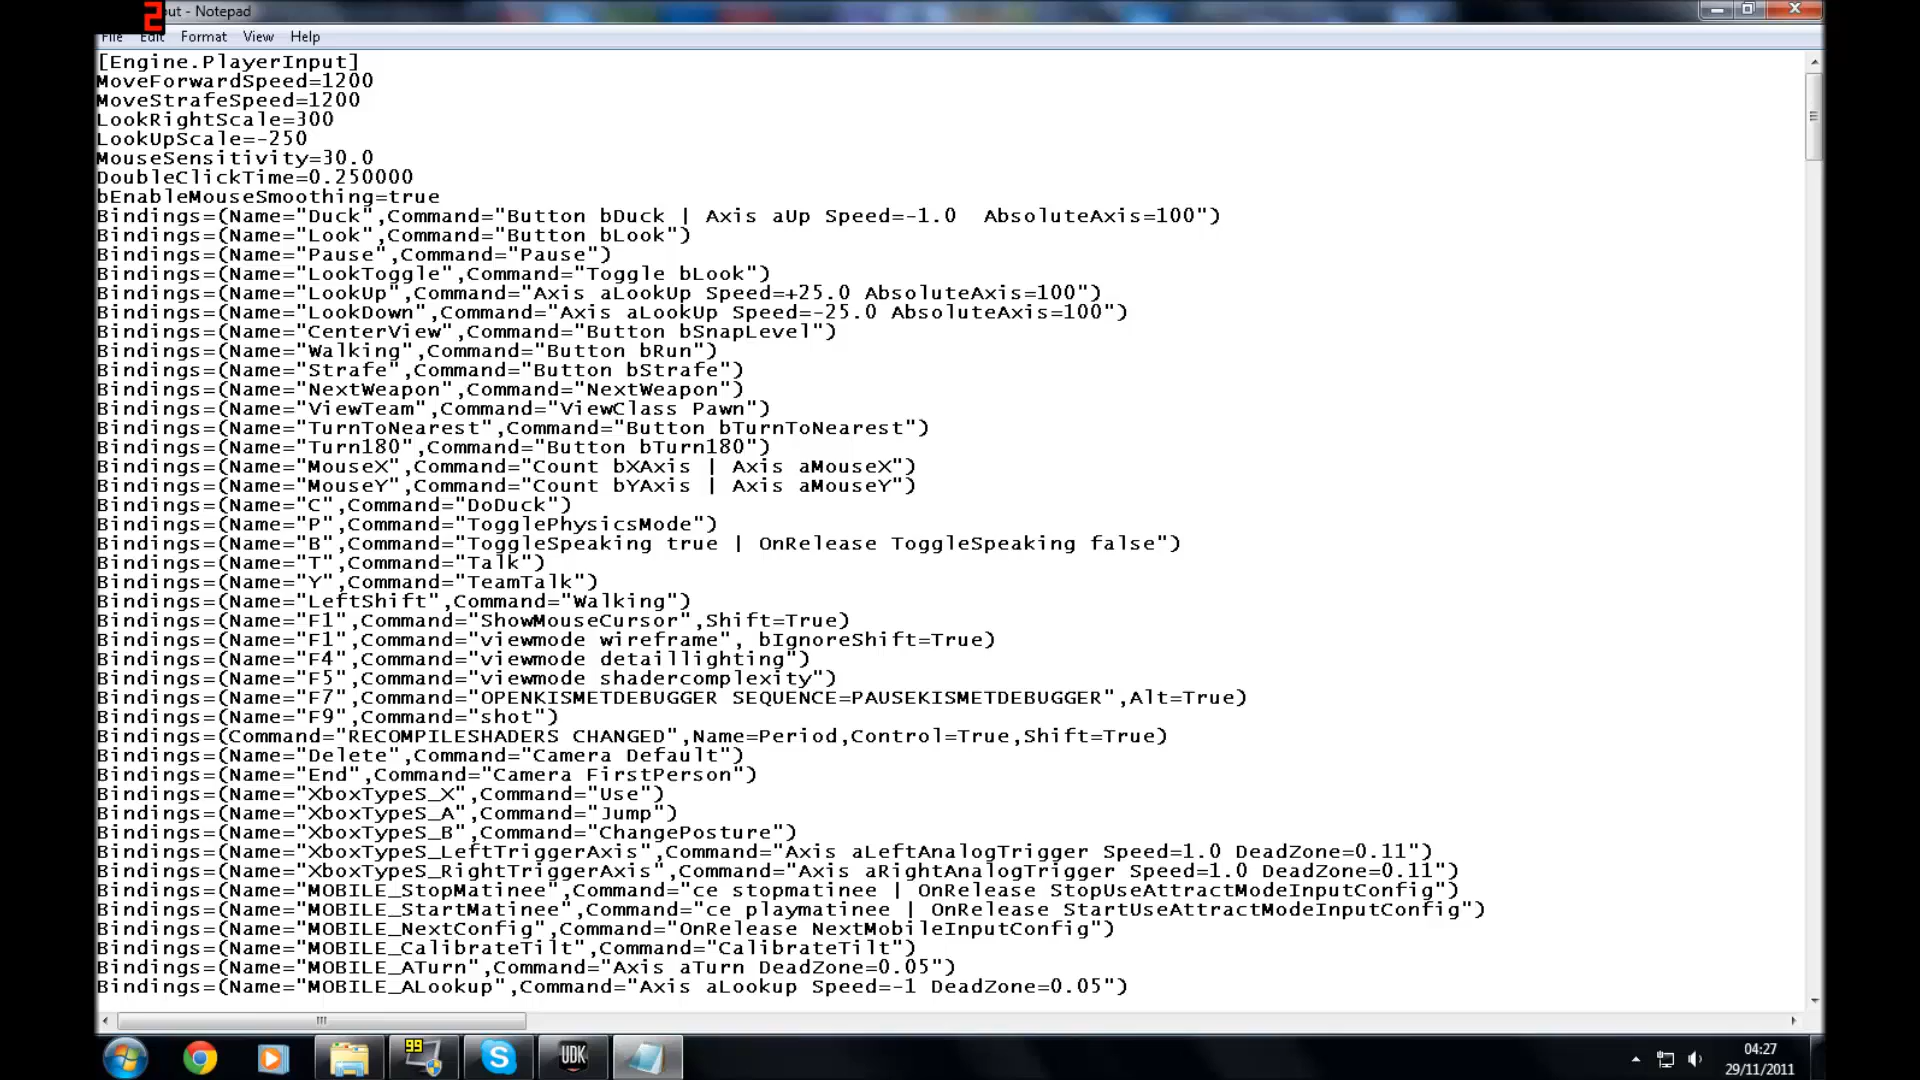 2
ut - Notepad
File Edit Format View Help
[Engine.PlayerInput]
MoveForwardSpeed=1200
MoveStrafeSpeed=1200
LookRightScale=300
LookUpScale=-250
MouseSensitivity=30.0
DoubleClickTime=0.250000
bEnableMouseSmoothing=true
Bindings=(Name="Duck",Command="Button bDuck | Axis aUp Speed=-1.0  AbsoluteAxis=100")
Bindings=(Name="Look",Command="Button bLook")
Bindings=(Name="Pause",Command="Pause")
Bindings=(Name="LookToggle",Command="Toggle bLook")
Bindings=(Name="LookUp",Command="Axis aLookUp Speed=+25.0 AbsoluteAxis=100")
Bindings=(Name="LookDown",Command="Axis aLookUp Speed=-25.0 AbsoluteAxis=100")
Bindings=(Name="CenterView",Command="Button bSnapLevel")
Bindings=(Name="Walking",Command="Button bRun")
Bindings=(Name="Strafe",Command="Button bStrafe")
Bindings=(Name="NextWeapon",Command="NextWeapon")
Bindings=(Name="ViewTeam",Command="ViewClass Pawn")
Bindings=(Name="TurnToNearest",Command="Button bTurnToNearest")
Bindings=(Name="Turn180",Command="Button bTurn180")
Bindings=(Name="MouseX",Command="Count bXAxis | Axis aMouseX")
Bindings=(Name="MouseY",Command="Count bYAxis | Axis aMouseY")
Bindings=(Name="C",Command="DoDuck")
Bindings=(Name="P",Command="TogglePhysicsMode")
Bindings=(Name="B",Command="ToggleSpeaking true | OnRelease ToggleSpeaking false")
Bindings=(Name="T",Command="Talk")
Bindings=(Name="Y",Command="TeamTalk")
Bindings=(Name="LeftShift",Command="Walking")
Bindings=(Name="F1",Command="ShowMouseCursor",Shift=True)
Bindings=(Name="F1",Command="viewmode wireframe", bIgnoreShift=True)
Bindings=(Name="F4",Command="viewmode detaillighting")
Bindings=(Name="F5",Command="viewmode shadercomplexity")
Bindings=(Name="F7",Command="OPENKISMETDEBUGGER SEQUENCE=PAUSEKISMETDEBUGGER",Alt=True)
Bindings=(Name="F9",Command="shot")
Bindings=(Command="RECOMPILESHADERS CHANGED",Name=Period,Control=True,Shift=True)
Bindings=(Name="Delete",Command="Camera Default")
Bindings=(Name="End",Command="Camera FirstPerson")
Bindings=(Name="XboxTypeS_X",Command="Use")
Bindings=(Name="XboxTypeS_A",Command="Jump")
Bindings=(Name="XboxTypeS_B",Command="ChangePosture")
Bindings=(Name="XboxTypeS_LeftTriggerAxis",Command="Axis aLeftAnalogTrigger Speed=1.0 DeadZone=0.11")
Bindings=(Name="XboxTypeS_RightTriggerAxis",Command="Axis aRightAnalogTrigger Speed=1.0 DeadZone=0.11")
Bindings=(Name="MOBILE_StopMatinee",Command="ce stopmatinee | OnRelease StopUseAttractModeInputConfig")
Bindings=(Name="MOBILE_StartMatinee",Command="ce playmatinee | OnRelease StartUseAttractModeInputConfig")
Bindings=(Name="MOBILE_NextConfig",Command="OnRelease NextMobileInputConfig")
Bindings=(Name="MOBILE_CalibrateTilt",Command="CalibrateTilt")
Bindings=(Name="MOBILE_ATurn",Command="Axis aTurn DeadZone=0.05")
Bindings=(Name="MOBILE_ALookup",Command="Axis aLookup Speed=-1 DeadZone=0.05")
99
UDK
04:27
29/11/2011